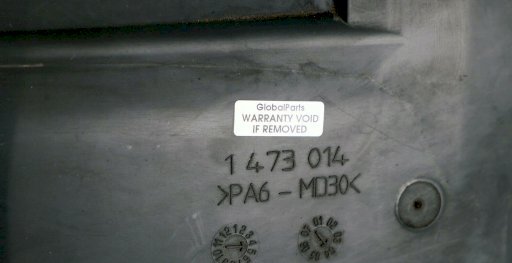 GlobalParts
WARRANTY VOID
IF REMOVED
1 473 014
>PA6 - MD30<